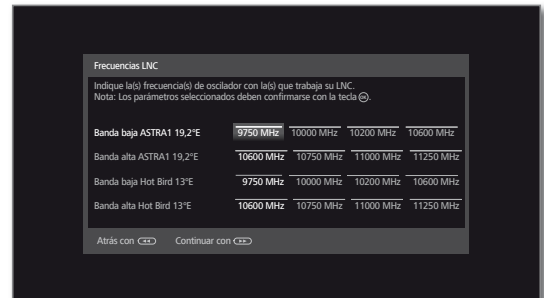 Frecuencias LNC
Indique la(s) frecuencia(s) de oscilador con la(s) que trabaja su LNC.
Nota: Los parámetros seleccionados deben confirmarse con la tecla OK.
Banda baja ASTRA1 19,2°E 9750 MHz 10000 MHz 10200 MHz 10600 MHz
Banda alta ASTRA1 19,2°E 10600 MHz 10750 MHz 11000 MHz 11250 MHz
Banda baja Hot Bird 13°E 9750 MHz 10000 MHz 10200 MHz 10600 MHz
Banda alta Hot Bird 13°E 10600 MHz 10750 MHz 11000 MHz 11250 MHz
Atrás con ◀◀ Continuar con ▶▶